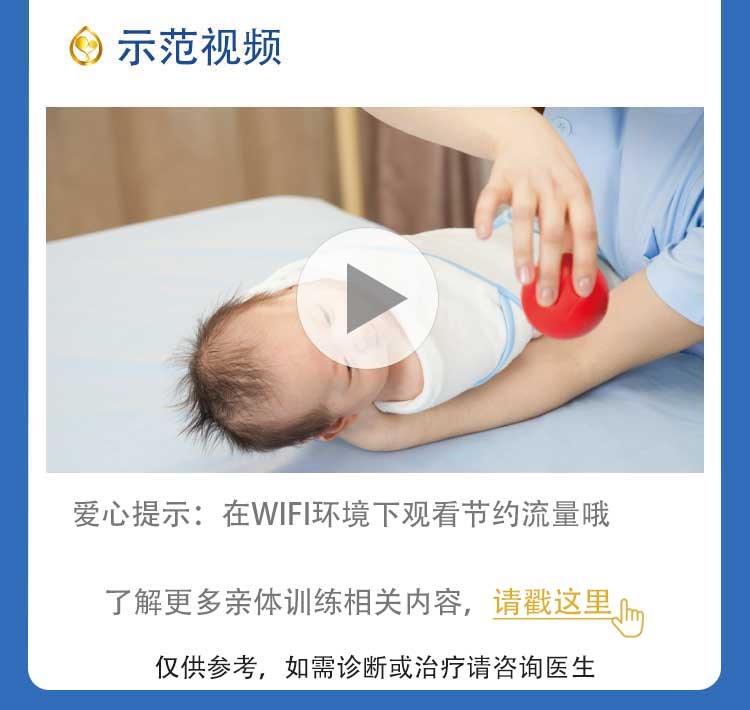 示范视频
爱心提示：在WIFI环境下观看节约流量哦
了解更多亲体训练相关内容，请戳这里
仅供参考，如需诊断或治疗请咨询医生